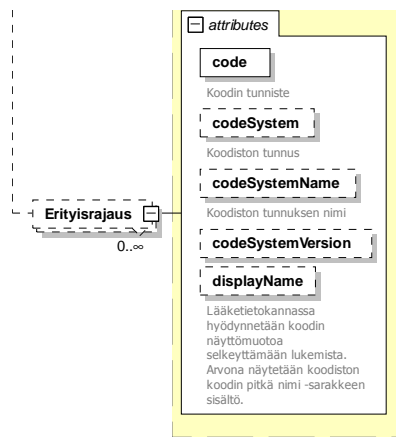 attributes
code
Koodin tunniste
codeSystem
Koodiston tunnus
codeSystemName
Koodiston tunnuksen nimi
Erityisrajaus
0..∞
codeSystemVersion
displayName
Lääketietokannassa
hyödynnetään koodin
näyttömuotoa
selkeyttämään lukemista.
Arvona näytetään koodiston
koodin pitkä nimi -sarakkeen
sisältö.